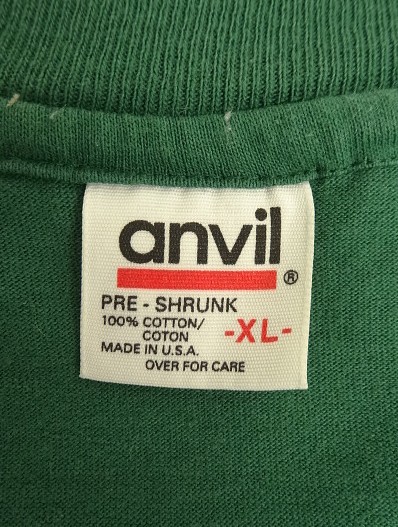 anvil
®
PRE - SHRUNK
100% COTTON/
COTON
-XL-
MADE IN U.S.A.
OVER FOR CARE